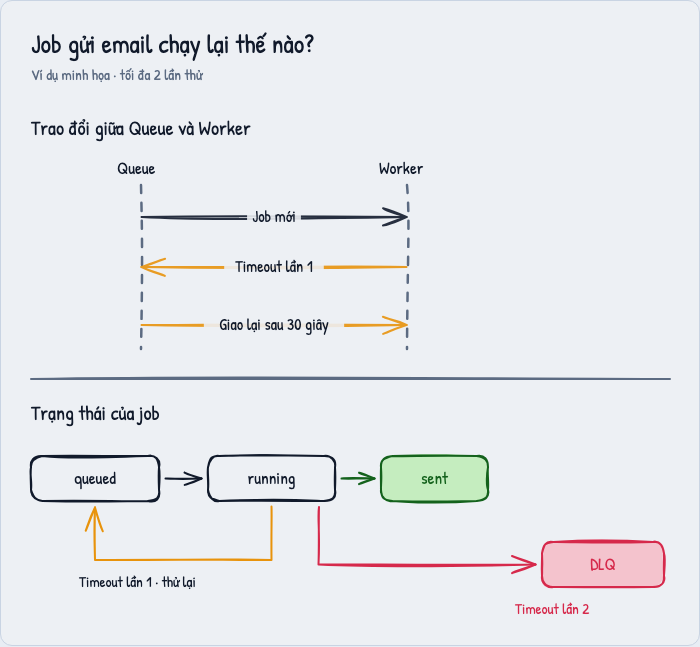 Job gửi email chạy lại thế nào?
Ví dụ minh họa · tối đa 2 lần thử
Trao đổi giữa Queue và Worker
Queue
Worker
Job mới
Timeout lần 1
Giao lại sau 30 giây
Trạng thái của job
queued
running
sent
DLQ
Timeout lần 1 · thử lại
Timeout lần 2